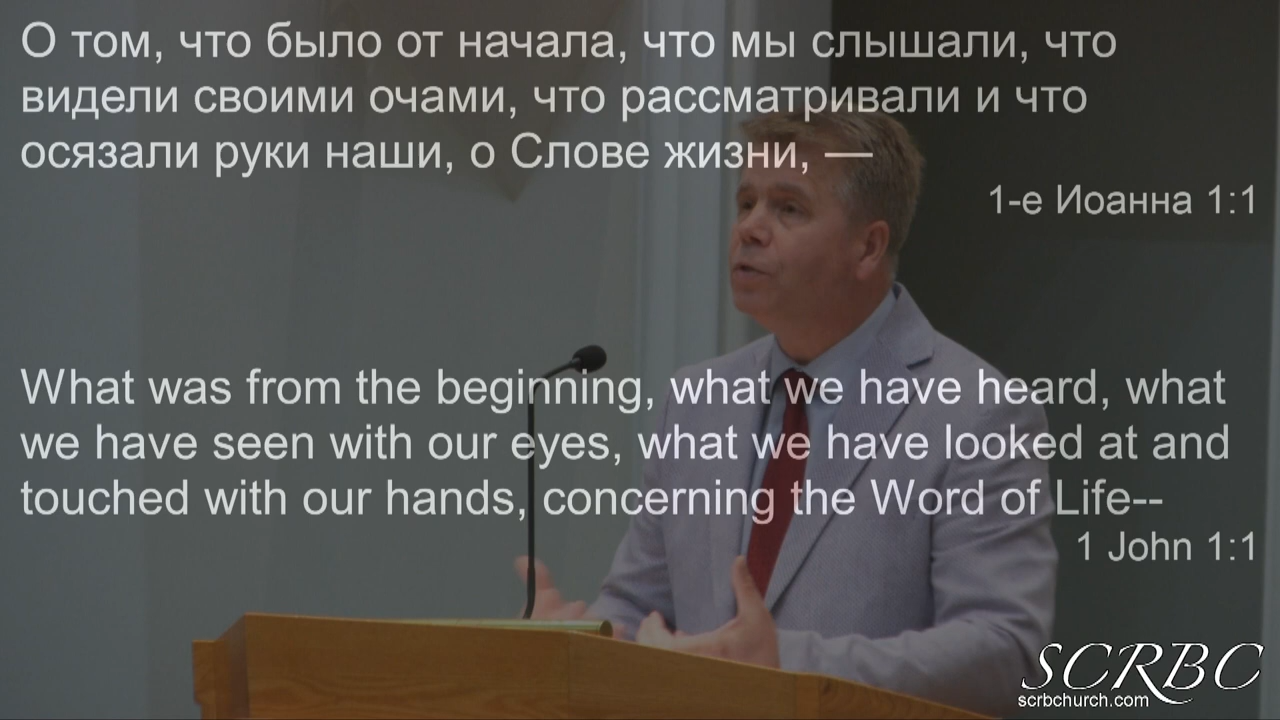 О том, что было от начала, что мы слышали, что
видели своими очами, что рассматривали и что
осязали руки наши, о Слове жизни, —
1-е Иоанна 1:1
What was from the beginning, what we have heard, what
we have seen with our eyes, what we have looked at and
touched with our hands, concerning the Word of Life--
1 John 1:1
SCRBC
scrbchurch.com